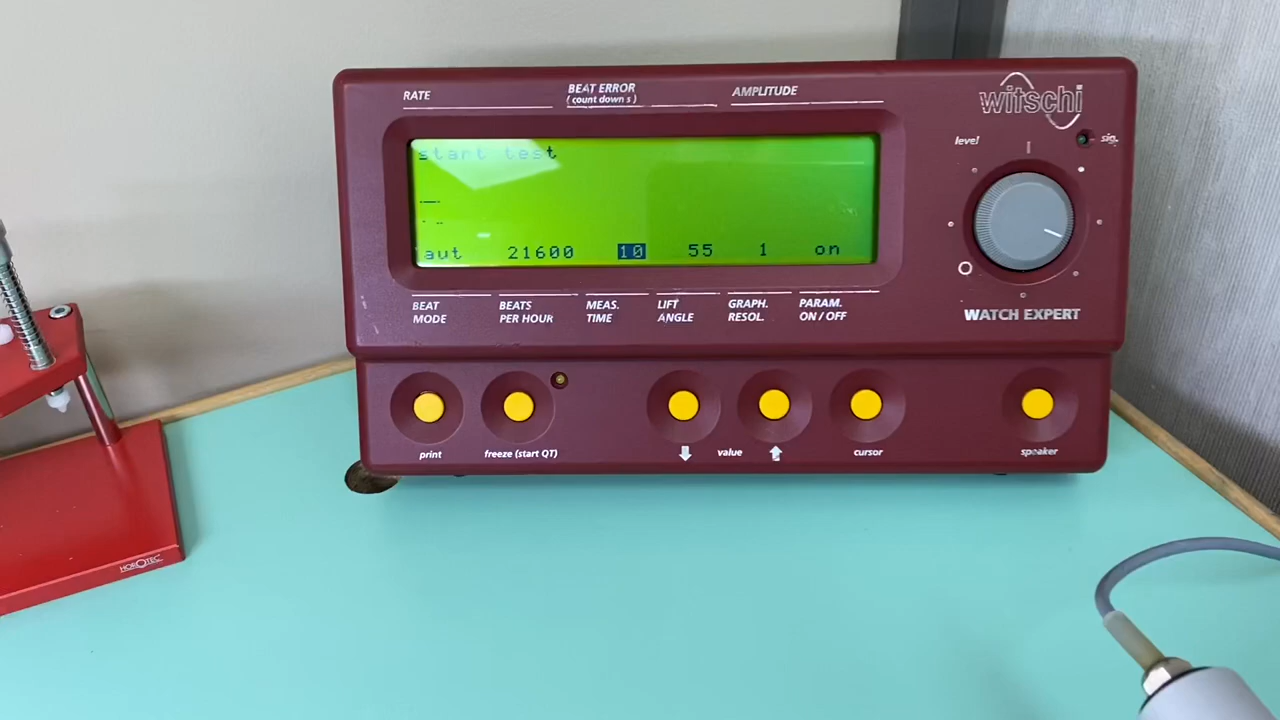 RATE
BEAT ERROR
(count down s)
AMPLITUDE
witschi
level
sig.
start test
aut 21600 10 55 1 on
BEAT MODE
BEATS PER HOUR
MEAS. TIME
LIFT ANGLE
GRAPH. RESOL.
PARAM. ON / OFF
WATCH EXPERT
print
freeze (start QT)
value
cursor
speaker
HOROTEC